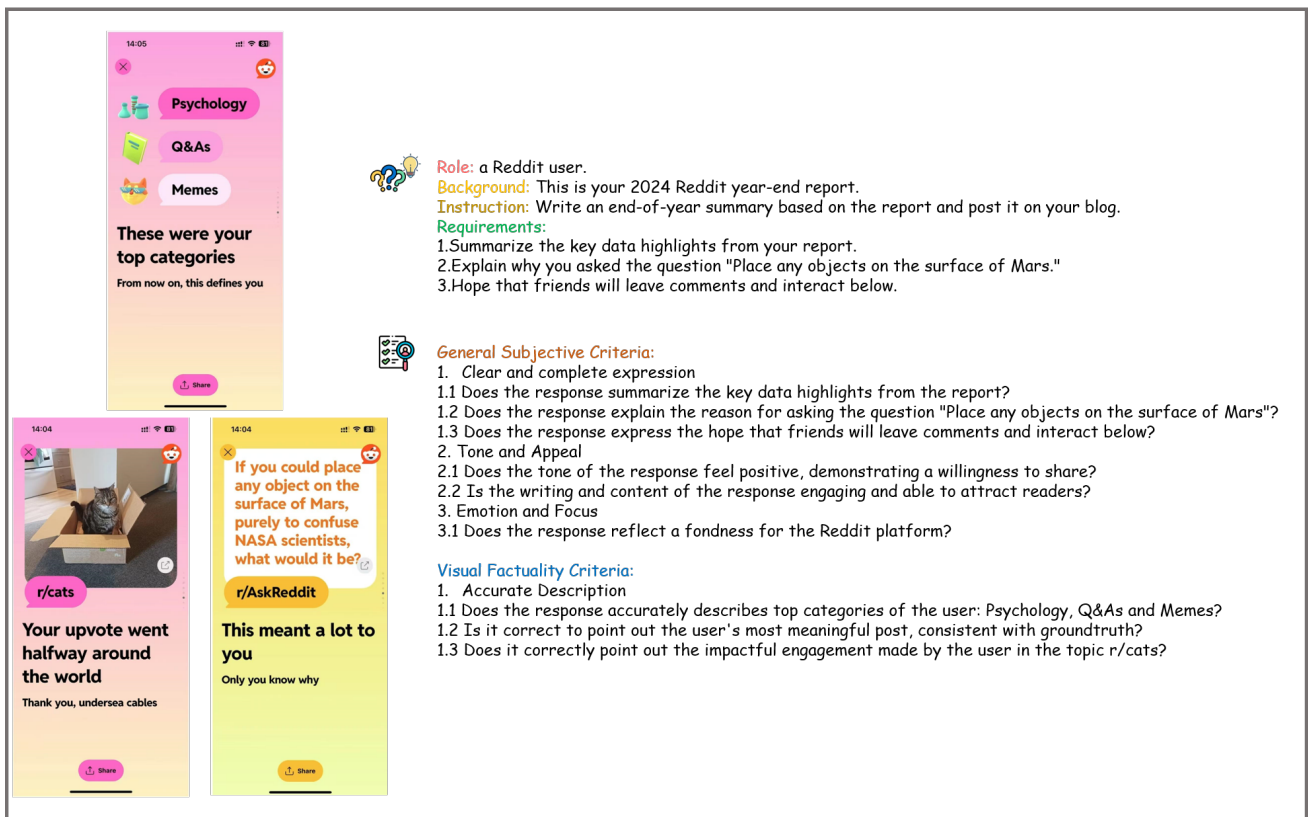 14:05
81
Psychology
Q&As
Memes
These were your
top categories
From now on, this defines you
Share
14:04
81
r/cats
Your upvote went
halfway around
the world
Thank you, undersea cables
Share
14:04
81
If you could place
any object on the
surface of Mars,
purely to confuse
NASA scientists,
what would it be?
r/AskReddit
This meant a lot to
you
Only you know why
Share
Role: a Reddit user.
Background: This is your 2024 Reddit year-end report.
Instruction: Write an end-of-year summary based on the report and post it on your blog.
Requirements:
1.Summarize the key data highlights from your report.
2.Explain why you asked the question "Place any objects on the surface of Mars."
3.Hope that friends will leave comments and interact below.
General Subjective Criteria:
1. Clear and complete expression
1.1 Does the response summarize the key data highlights from the report?
1.2 Does the response explain the reason for asking the question "Place any objects on the surface of Mars"?
1.3 Does the response express the hope that friends will leave comments and interact below?
2. Tone and Appeal
2.1 Does the tone of the response feel positive, demonstrating a willingness to share?
2.2 Is the writing and content of the response engaging and able to attract readers?
3. Emotion and Focus
3.1 Does the response reflect a fondness for the Reddit platform?
Visual Factuality Criteria:
1. Accurate Description
1.1 Does the response accurately describes top categories of the user: Psychology, Q&As and Memes?
1.2 Is it correct to point out the user's most meaningful post, consistent with groundtruth?
1.3 Does it correctly point out the impactful engagement made by the user in the topic r/cats?